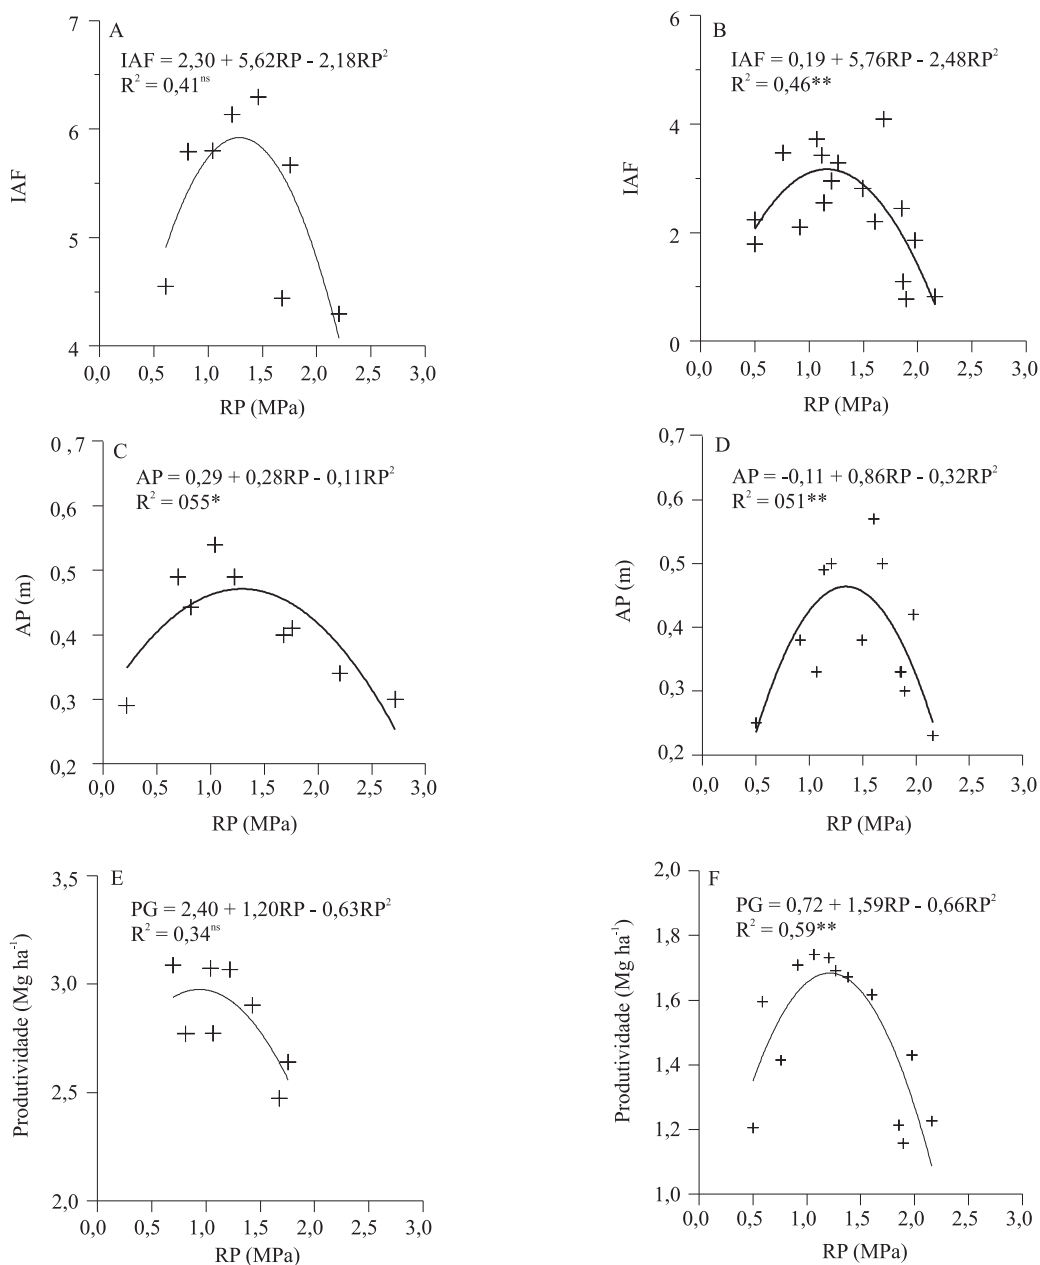 A
IAF = 2,30 + 5,62RP - 2,18RP²
R² = 0,41ⁿˢ
7
6
5
4
IAF
0,0 0,5 1,0 1,5 2,0 2,5 3,0
RP (MPa)
B
IAF = 0,19 + 5,76RP - 2,48RP²
R² = 0,46**
6
4
2
0
IAF
0,0 0,5 1,0 1,5 2,0 2,5 3,0
RP (MPa)
C
AP = 0,29 + 0,28RP - 0,11RP²
R² = 055*
0,7
0,6
0,5
0,4
0,3
0,2
AP (m)
0,0 0,5 1,0 1,5 2,0 2,5 3,0
RP (MPa)
D
AP = -0,11 + 0,86RP - 0,32RP²
R² = 051**
0,7
0,6
0,5
0,4
0,3
0,2
AP (m)
0,0 0,5 1,0 1,5 2,0 2,5 3,0
RP (MPa)
E
PG = 2,40 + 1,20RP - 0,63RP²
R² = 0,34ⁿˢ
3,5
3,0
2,5
2,0
Produtividade (Mg ha⁻¹)
0,0 0,5 1,0 1,5 2,0 2,5 3,0
RP (MPa)
F
PG = 0,72 + 1,59RP - 0,66RP²
R² = 0,59**
2,0
1,8
1,6
1,4
1,2
1,0
Produtividade (Mg ha⁻¹)
0,0 0,5 1,0 1,5 2,0 2,5 3,0
RP (MPa)